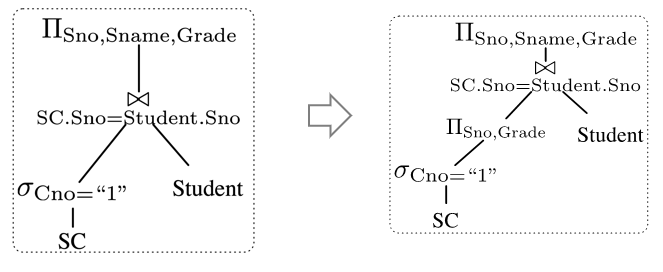 ΠSno,Sname,Grade
⋈
SC.Sno=Student.Sno
σCno=“1”
Student
SC
ΠSno,Sname,Grade
⋈
SC.Sno=Student.Sno
ΠSno,Grade
Student
σCno=“1”
SC